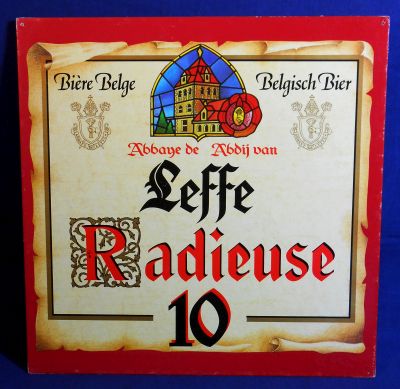 Bière Belge
Belgisch Bier
Abbaye de Abdij van
Leffe
Radieuse
10